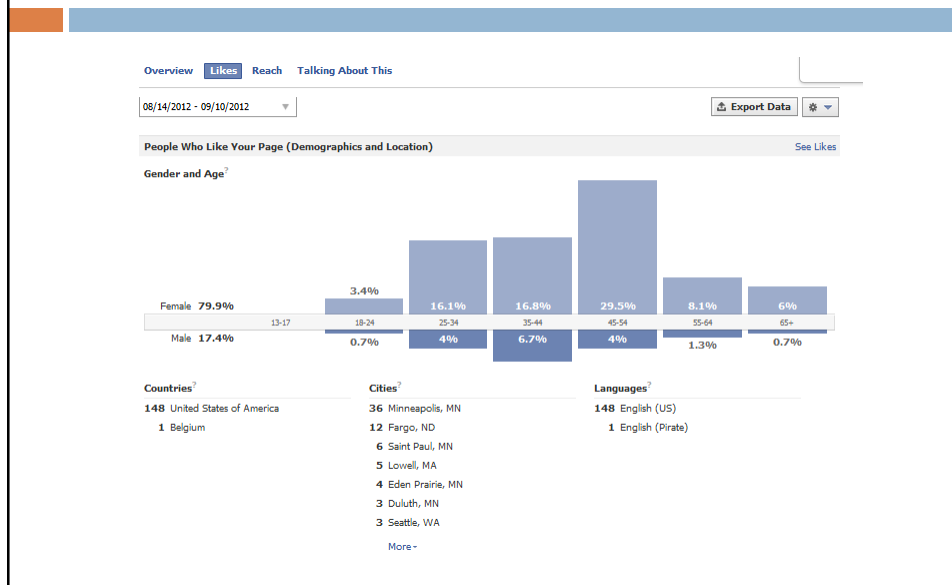 Overview Likes Reach Talking About This
08/14/2012 - 09/10/2012 Export Data
People Who Like Your Page (Demographics and Location) See Likes
Gender and Age?
3.4%
Female 79.9% 16.1% 16.8% 29.5% 8.1% 6%
13-17 18-24 25-34 35-44 45-54 55-64 65+
Male 17.4% 0.7% 4% 6.7% 4% 1.3% 0.7%
Countries? Cities? Languages?
148 United States of America 36 Minneapolis, MN 148 English (US)
1 Belgium 12 Fargo, ND 1 English (Pirate)
6 Saint Paul, MN
5 Lowell, MA
4 Eden Prairie, MN
3 Duluth, MN
3 Seattle, WA
More